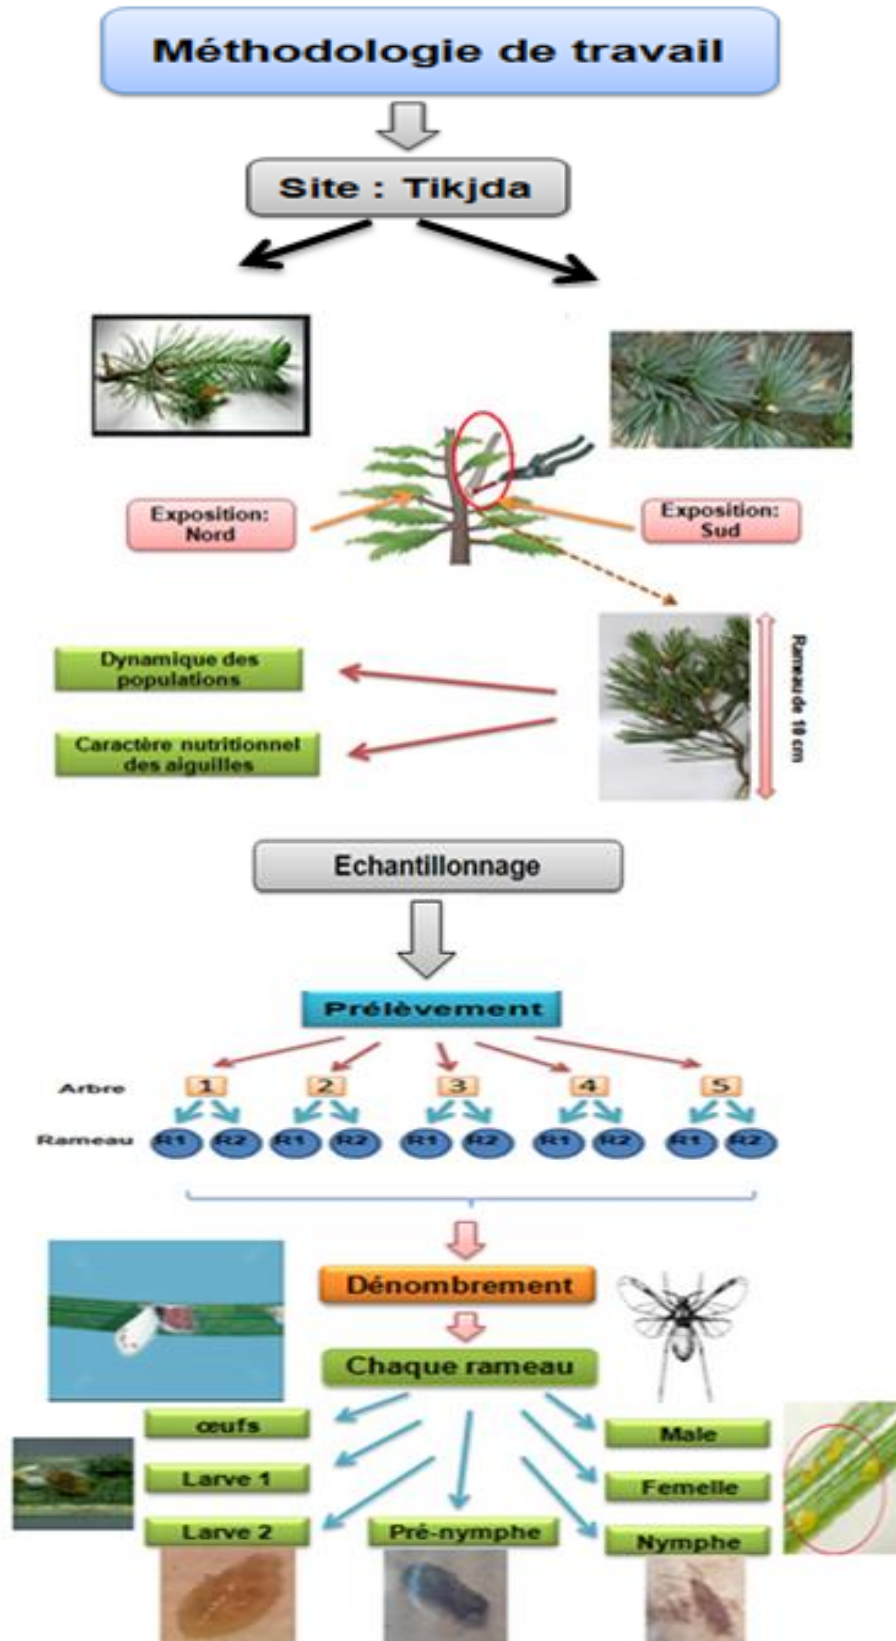 Méthodologie de travail
Site : Tikjda
Exposition:
Nord
Exposition:
Sud
Dynamique des
populations
Caractère nutritionnel
des aiguilles
Rameau de 10 cm
Echantillonnage
Prélèvement
Arbre 1 2 3 4 5
Rameau R1 R2 R1 R2 R1 R2 R1 R2 R1 R2
Dénombrement
Chaque rameau
œufs
Larve 1
Larve 2
Pré-nymphe
Male
Femelle
Nymphe